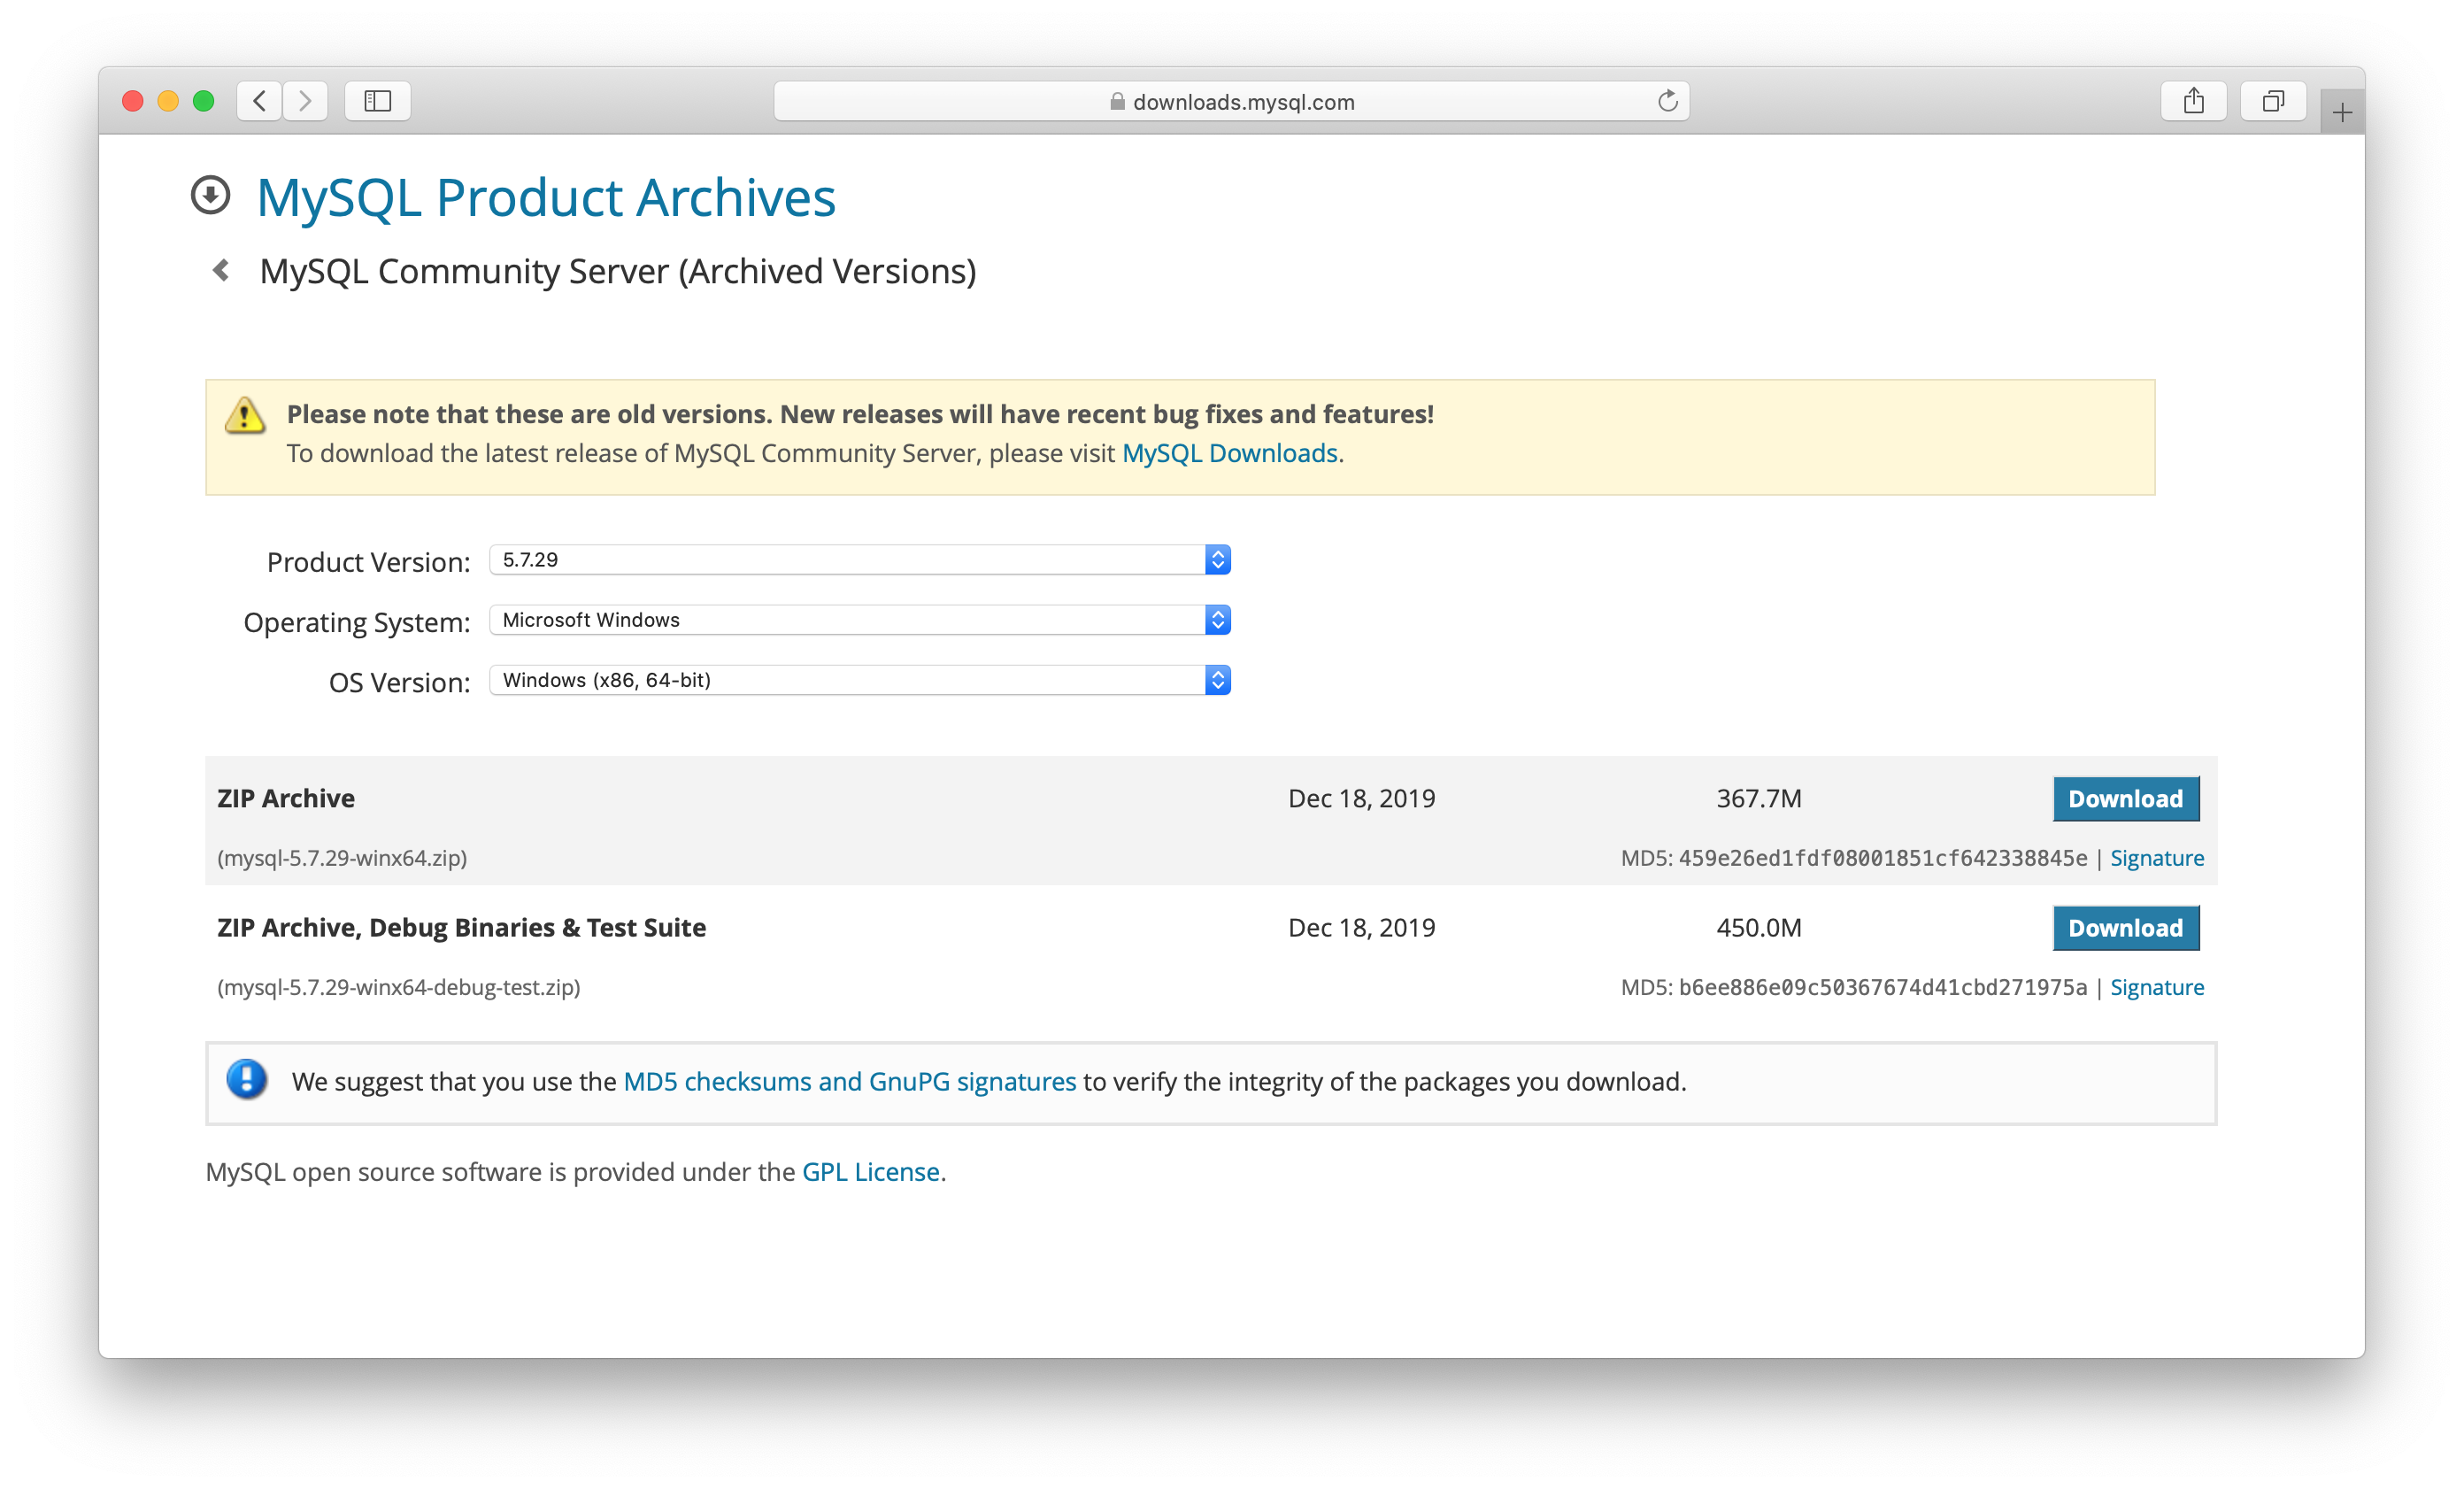 downloads.mysql.com
MySQL Product Archives
MySQL Community Server (Archived Versions)
Please note that these are old versions. New releases will have recent bug fixes and features!
To download the latest release of MySQL Community Server, please visit MySQL Downloads.
Product Version: 5.7.29
Operating System: Microsoft Windows
OS Version: Windows (x86, 64-bit)
ZIP Archive Dec 18, 2019 367.7M Download
(mysql-5.7.29-winx64.zip) MD5: 459e26ed1fdf08001851cf642338845e | Signature
ZIP Archive, Debug Binaries & Test Suite Dec 18, 2019 450.0M Download
(mysql-5.7.29-winx64-debug-test.zip) MD5: b6ee886e09c50367674d41cbd271975a | Signature
We suggest that you use the MD5 checksums and GnuPG signatures to verify the integrity of the packages you download.
MySQL open source software is provided under the GPL License.